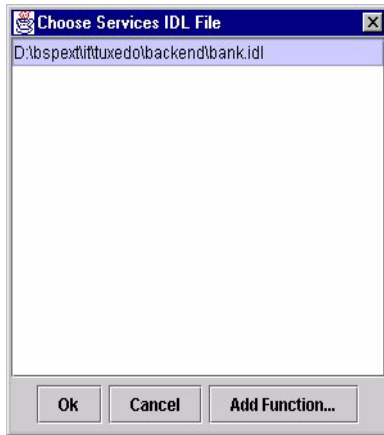 Choose Services IDL File
D:\bspext\it\tuxedo\backend\bank.idl
Ok Cancel Add Function...